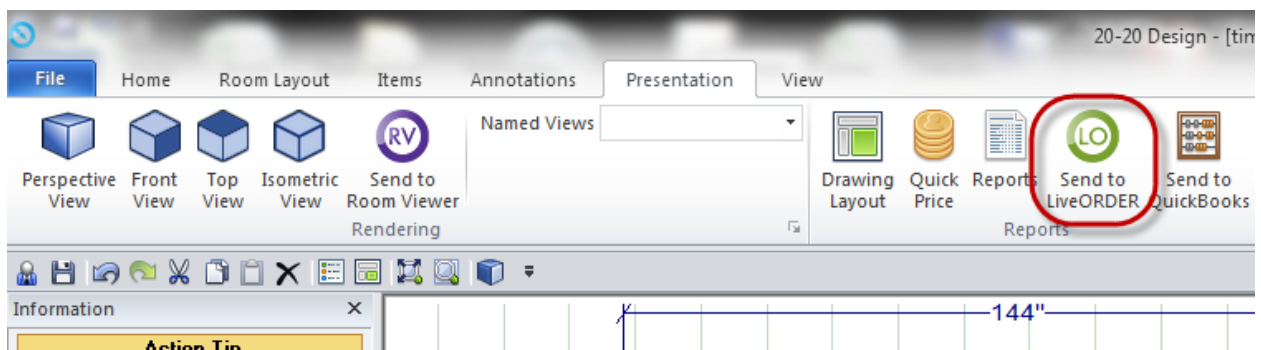 20-20 Design - [tim
File Home Room Layout Items Annotations Presentation View
Named Views
RV
LO
Perspective View
Front View
Top View
Isometric View
Send to Room Viewer
Drawing Layout
Quick Price
Reports
Send to LiveORDER
Send to QuickBooks
Rendering
Reports
Information
144"
Action Tip